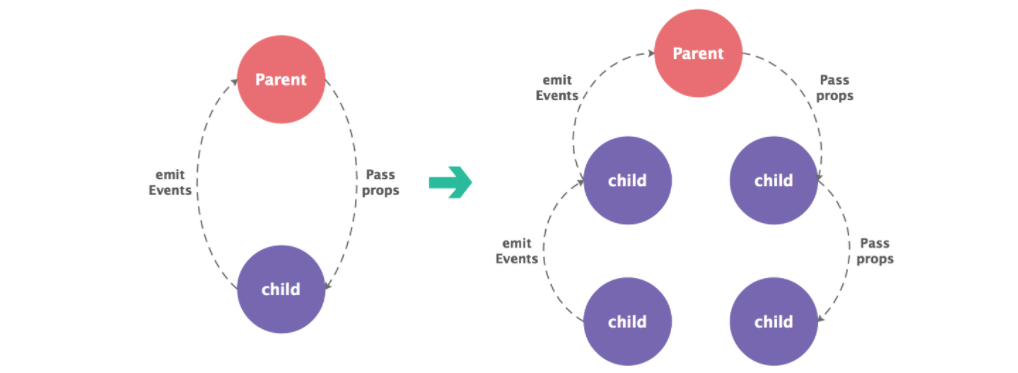 Parent
emit
Events
Pass
props
child
Parent
emit
Events
Pass
props
child
child
emit
Events
Pass
props
child
child